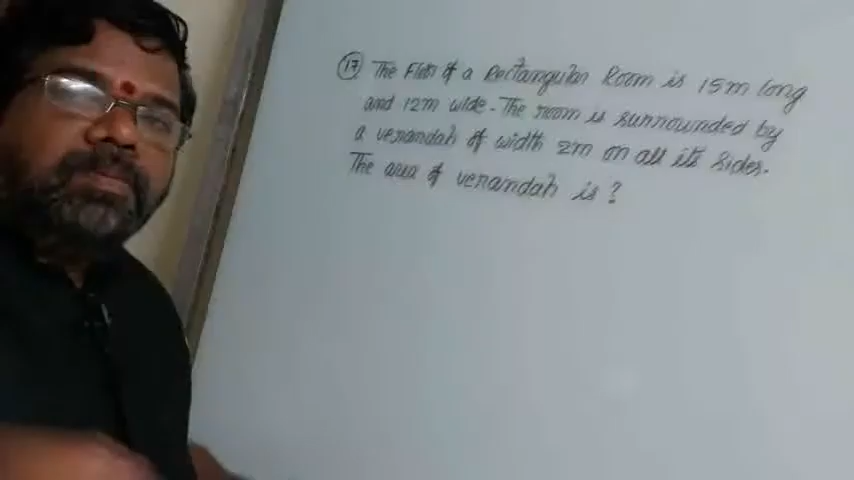 17 The Floor of a Rectangular Room is 15m long
and 12m wide. The room is surrounded by
a verandah of width 2m on all its sides.
The area of verandah is ?